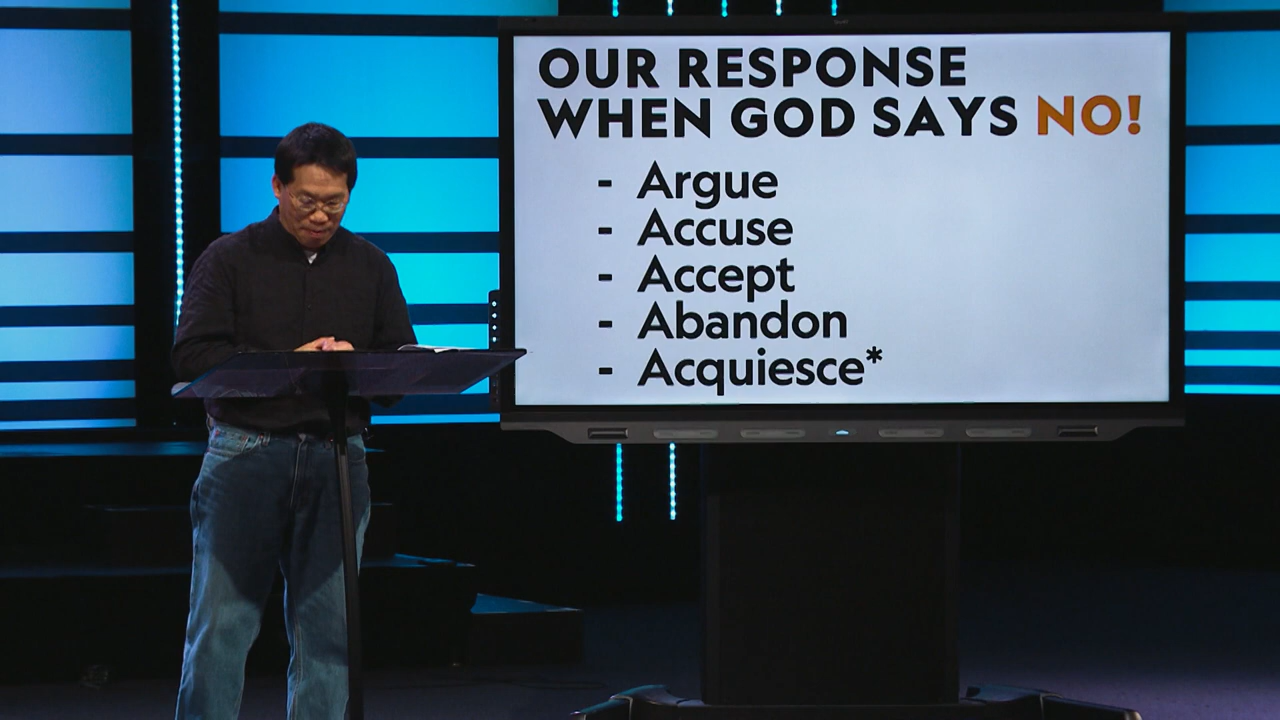 OUR RESPONSE
WHEN GOD SAYS NO!
- Argue
- Accuse
- Accept
- Abandon
- Acquiesce*